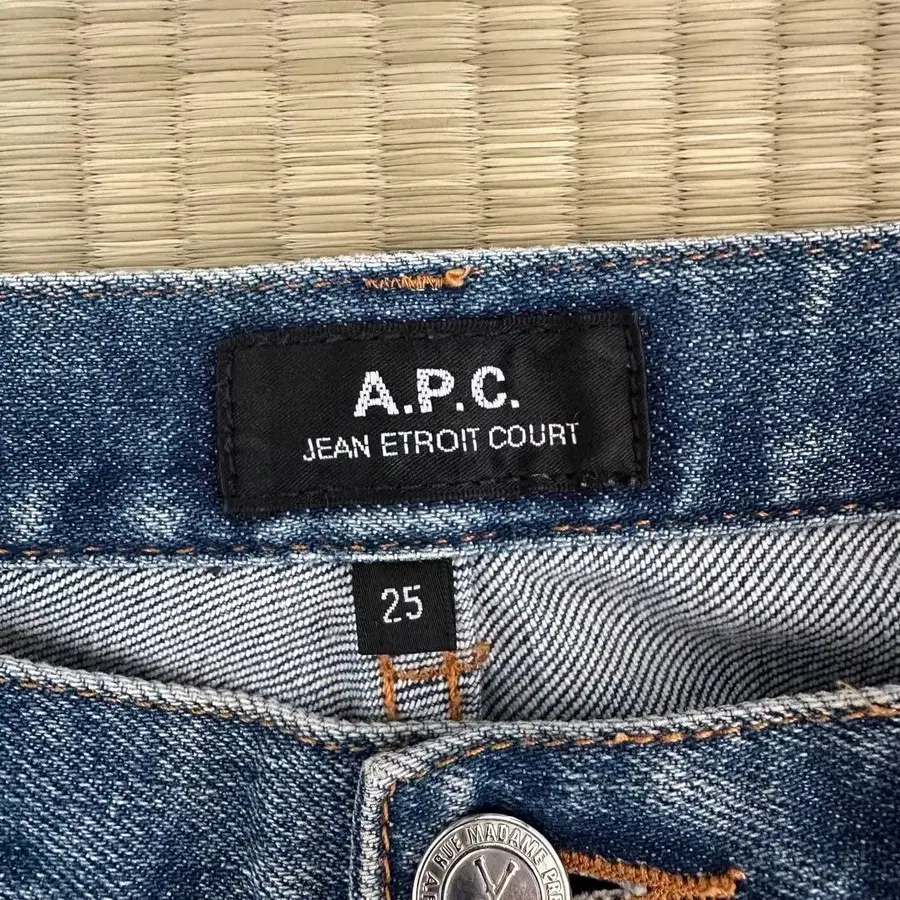 A.P.C.
JEAN ETROIT COURT
25
RUE MADAME